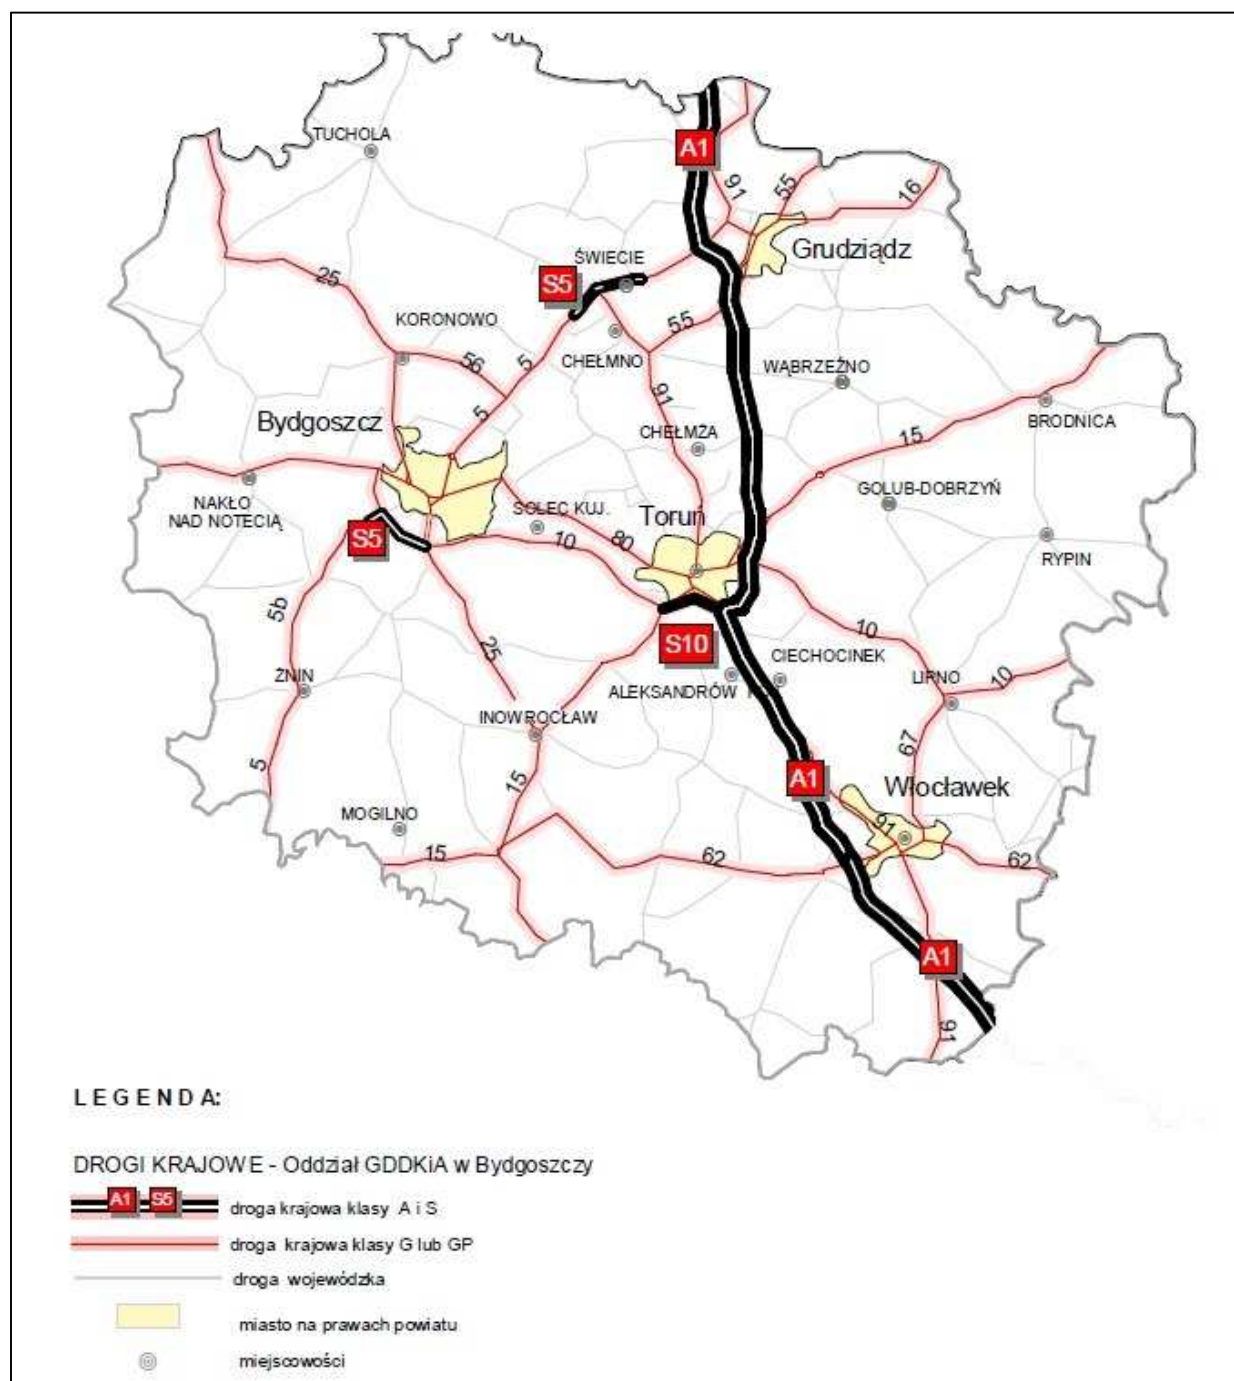 TUCHOLA
A1
91
55
16
Grudziądz
ŚWIECIE
S5
25
KORONOWO
56
5
CHEŁMNO
55
WĄBRZEŹNO
91
5
Bydgoszcz
CHEŁMŻA
15
BRODNICA
NAKŁO
NAD NOTECIĄ
SOLEC KUJ.
Toruń
GOLUB-DOBRZYŃ
S5
10
80
RYPIN
5b
25
S10
10
CIECHOCINEK
ŻNIN
ALEKSANDRÓW
LIPNO
10
INOWROCŁAW
67
5
15
A1
Włocławek
MOGILNO
91
15
62
62
A1
91
LEGENDA:
DROGI KRAJOWE - Oddział GDDKiA w Bydgoszczy
A1 S5 droga krajowa klasy A i S
droga krajowa klasy G lub GP
droga wojewódzka
miasto na prawach powiatu
miejscowości